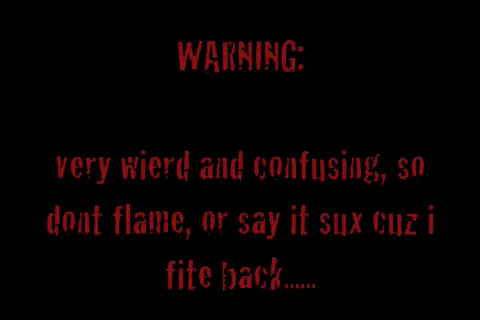 WARNING:
very wierd and confusing, so
dont flame, or say it sux cuz i
fite back......